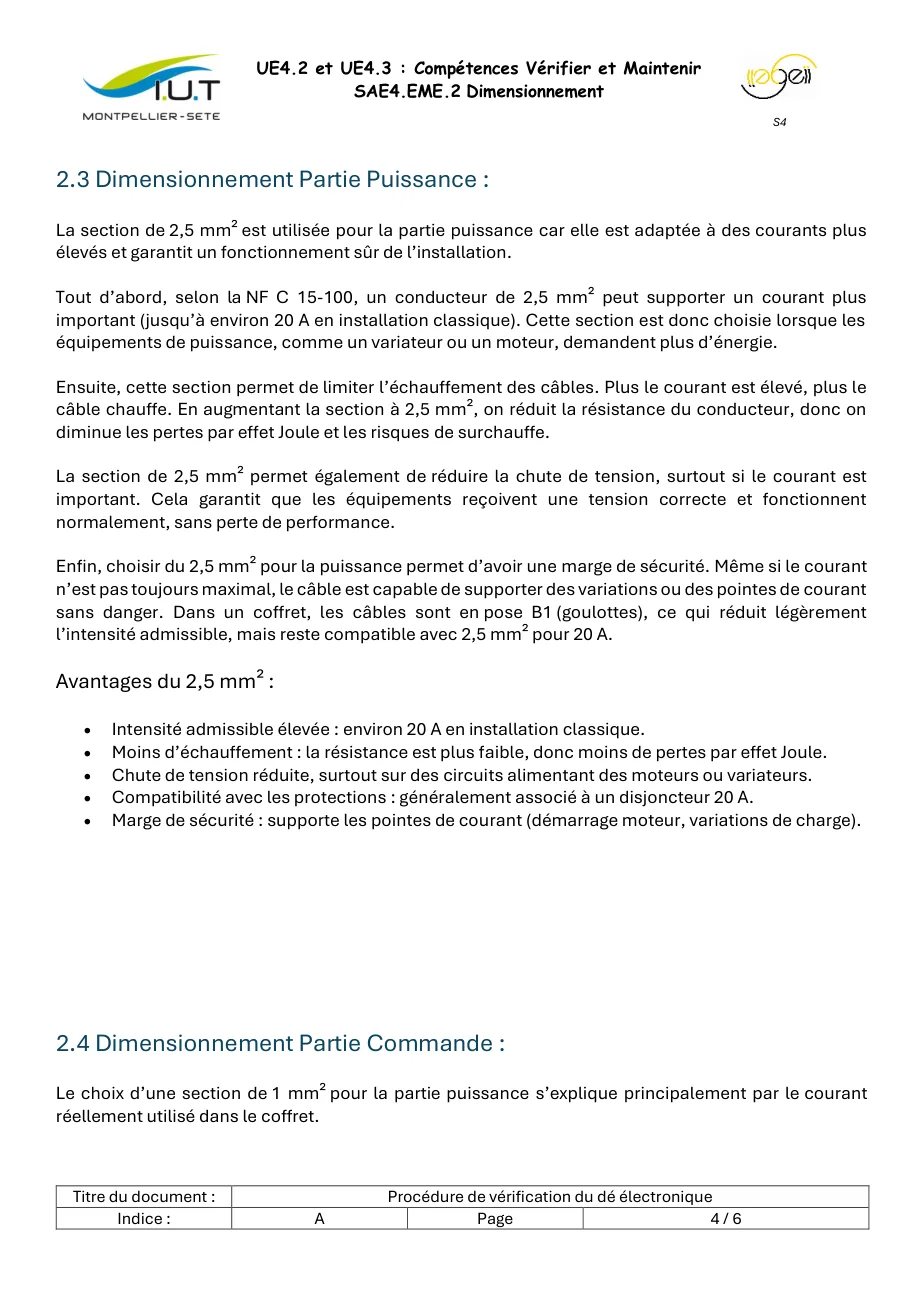 I.U.T
MONTPELLIER-SETE
UE4.2 et UE4.3 : Compétences Vérifier et Maintenir
SAE4.EME.2 Dimensionnement
S4
2.3 Dimensionnement Partie Puissance :
La section de 2,5 mm² est utilisée pour la partie puissance car elle est adaptée à des courants plus
élevés et garantit un fonctionnement sûr de l’installation.
Tout d’abord, selon la NF C 15-100, un conducteur de 2,5 mm² peut supporter un courant plus
important (jusqu’à environ 20 A en installation classique). Cette section est donc choisie lorsque les
équipements de puissance, comme un variateur ou un moteur, demandent plus d’énergie.
Ensuite, cette section permet de limiter l’échauffement des câbles. Plus le courant est élevé, plus le
câble chauffe. En augmentant la section à 2,5 mm², on réduit la résistance du conducteur, donc on
diminue les pertes par effet Joule et les risques de surchauffe.
La section de 2,5 mm² permet également de réduire la chute de tension, surtout si le courant est
important. Cela garantit que les équipements reçoivent une tension correcte et fonctionnent
normalement, sans perte de performance.
Enfin, choisir du 2,5 mm² pour la puissance permet d’avoir une marge de sécurité. Même si le courant
n’est pas toujours maximal, le câble est capable de supporter des variations ou des pointes de courant
sans danger. Dans un coffret, les câbles sont en pose B1 (goulottes), ce qui réduit légèrement
l’intensité admissible, mais reste compatible avec 2,5 mm² pour 20 A.
Avantages du 2,5 mm² :
• Intensité admissible élevée : environ 20 A en installation classique.
• Moins d’échauffement : la résistance est plus faible, donc moins de pertes par effet Joule.
• Chute de tension réduite, surtout sur des circuits alimentant des moteurs ou variateurs.
• Compatibilité avec les protections : généralement associé à un disjoncteur 20 A.
• Marge de sécurité : supporte les pointes de courant (démarrage moteur, variations de charge).
2.4 Dimensionnement Partie Commande :
Le choix d’une section de 1 mm² pour la partie puissance s’explique principalement par le courant
réellement utilisé dans le coffret.
Titre du document : Procédure de vérification du dé électronique
Indice : A Page 4 / 6